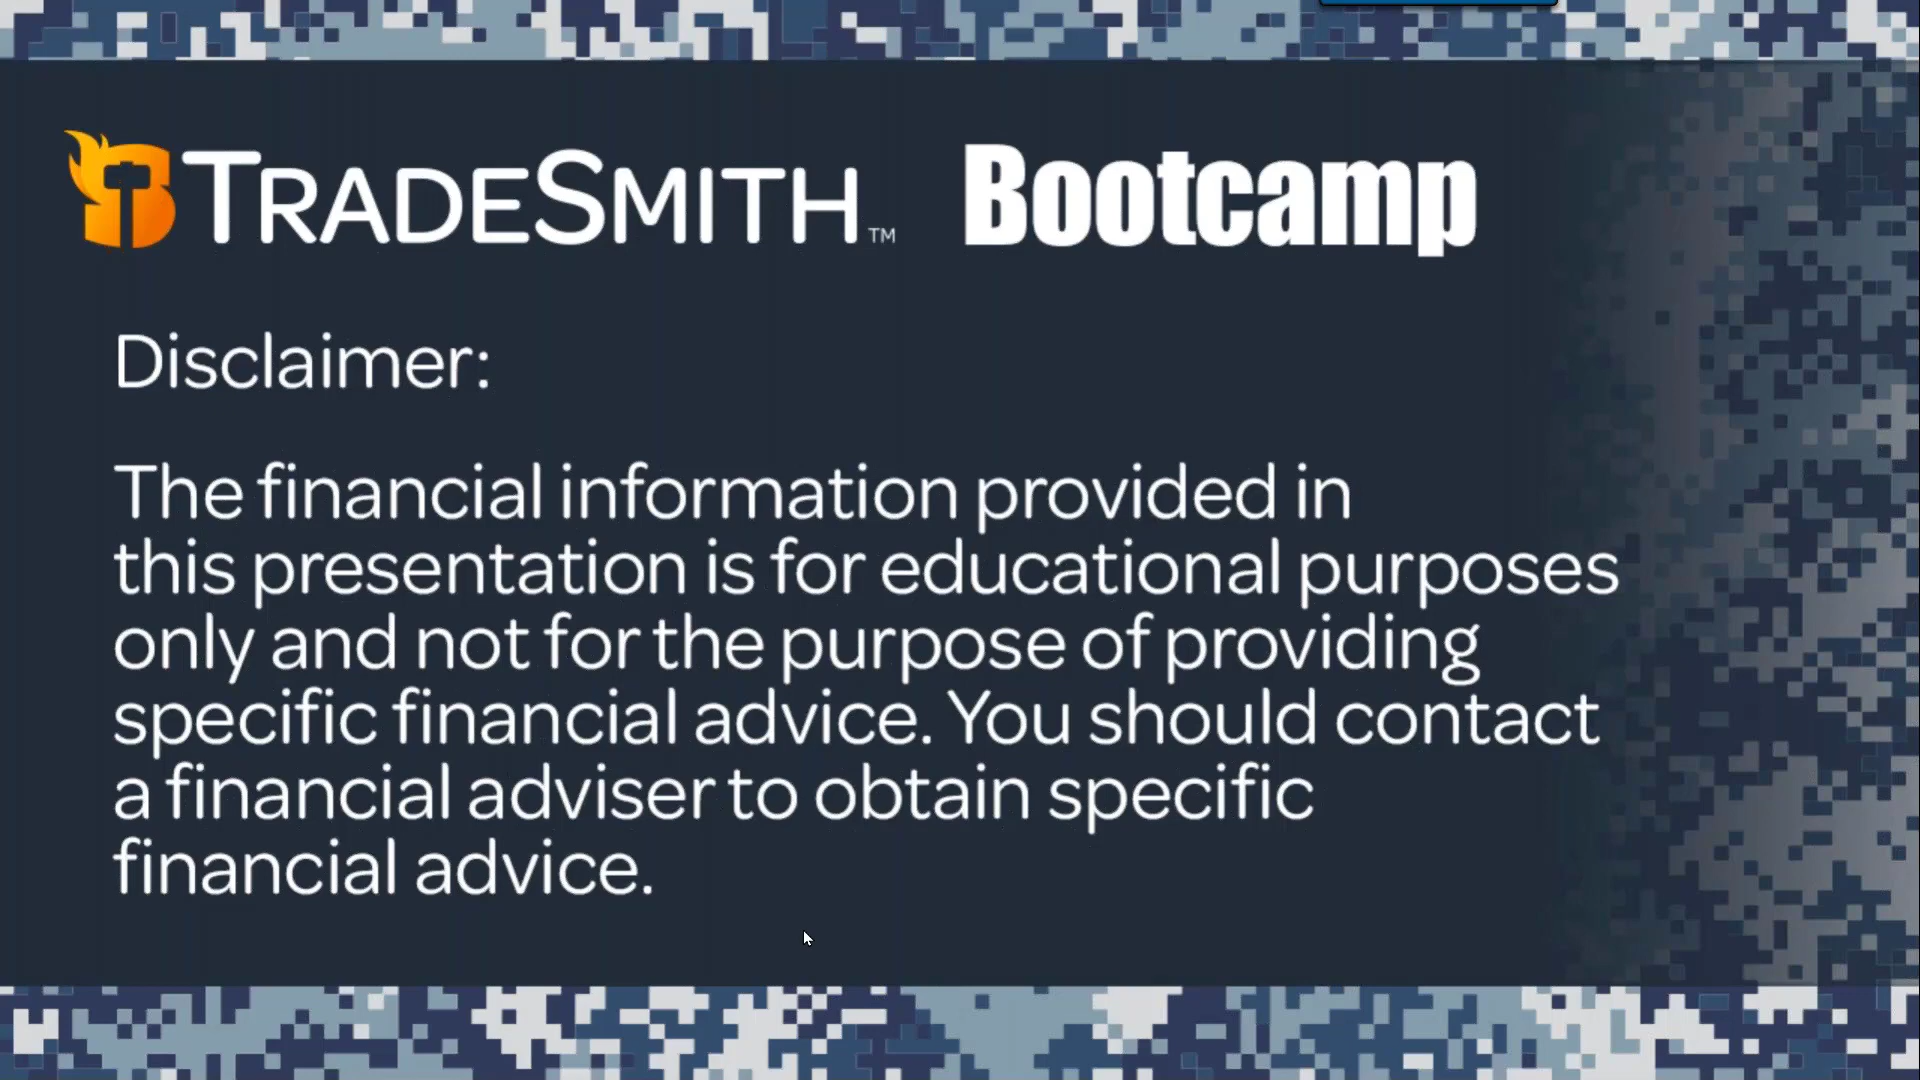 TRADESMITH™ Bootcamp
Disclaimer:
The financial information provided in
this presentation is for educational purposes
only and not for the purpose of providing
specific financial advice. You should contact
a financial adviser to obtain specific
financial advice.